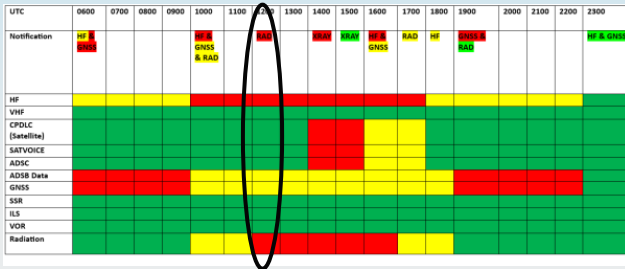 UTC 0600 0700 0800 0900 1000 1100 1200 1300 1400 1500 1600 1700 1800 1900 2000 2100 2200 2300
Notification HF & GNSS HF & GNSS & RAD RAD XRAY XRAY HF & GNSS RAD HF GNSS & RAD HF & GNSS
HF
VHF
CPDLC
(Satellite)
SATVOICE
ADSC
ADSB Data
GNSS
SSR
ILS
VOR
Radiation